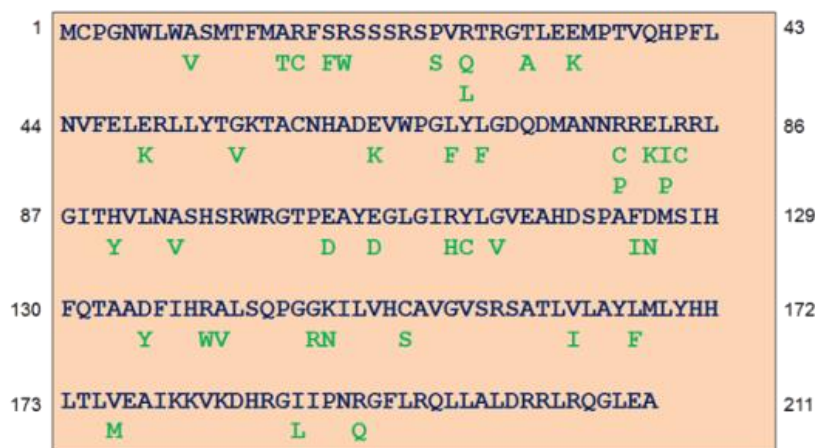 1 MCPGNWLWASMTFMARFSRSSSRSPVRTRGTLEEMPTVQHPFL 43
V TC FW S Q A K
L
44 NVFELERLLYTGKTACNHADEVWPGLYLGDQDMANNRRELRRL 86
K V K F F C KIC
P P
87 GITHVLNASHSRWRGTPEAYEGLGIRYLGVEAHDSPAFDMSIH 129
Y V D D HC V IN
130 FQTAADFIHRALSQPGGKILVHCAVGVSRSATLVLAYLMLYHH 172
Y WV RN S I F
173 LTLVEAIKKVKDHRGIIPNRGFLRQLLALDRRLRQGLEA 211
M L Q